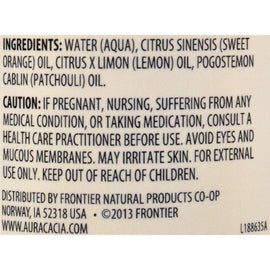 INGREDIENTS: WATER (AQUA), CITRUS SINENSIS (SWEET
ORANGE) OIL, CITRUS X LIMON (LEMON) OIL, POGOSTEMON
CABLIN (PATCHOULI) OIL.
CAUTION: IF PREGNANT, NURSING, SUFFERING FROM ANY
MEDICAL CONDITION, OR TAKING MEDICATION, CONSULT A
HEALTH CARE PRACTITIONER BEFORE USE. AVOID EYES AND
MUCOUS MEMBRANES. MAY IRRITATE SKIN. FOR EXTERNAL
USE ONLY. KEEP OUT OF REACH OF CHILDREN.
DISTRIBUTED BY FRONTIER NATURAL PRODUCTS CO-OP
NORWAY, IA 52318 USA • ©2013 FRONTIER
WWW.AURACACIA.COM L188635A